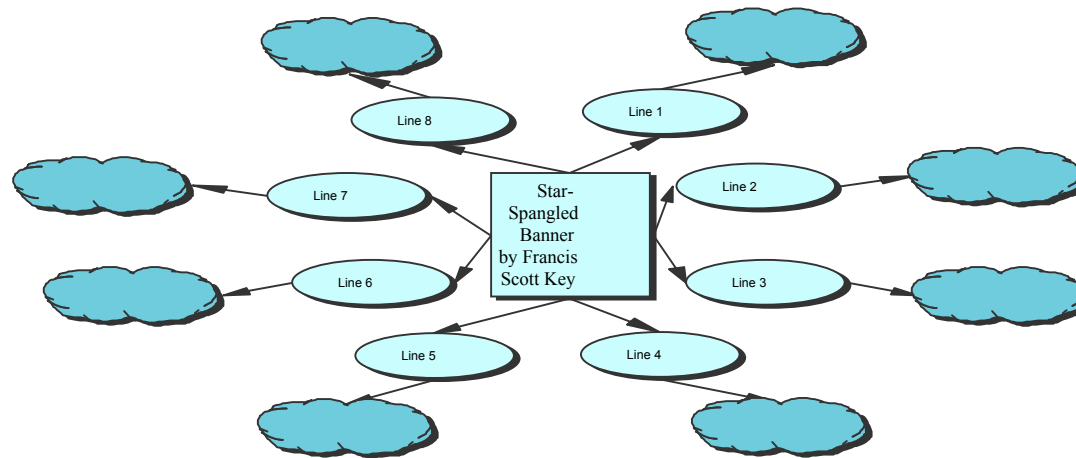 Line 8
Line 1
Line 7
Line 2
Star-
Spangled
Banner
by Francis
Scott Key
Line 6
Line 3
Line 5
Line 4